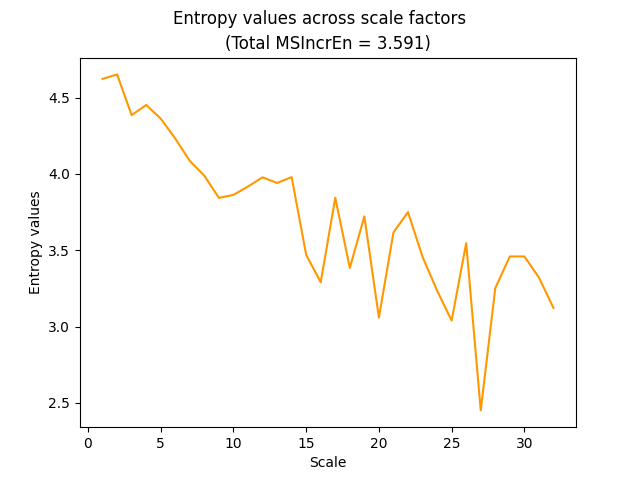 Entropy values across scale factors
(Total MSIncrEn = 3.591)
4.5
4.0
3.5
3.0
2.5
Entropy values
0 5 10 15 20 25 30
Scale